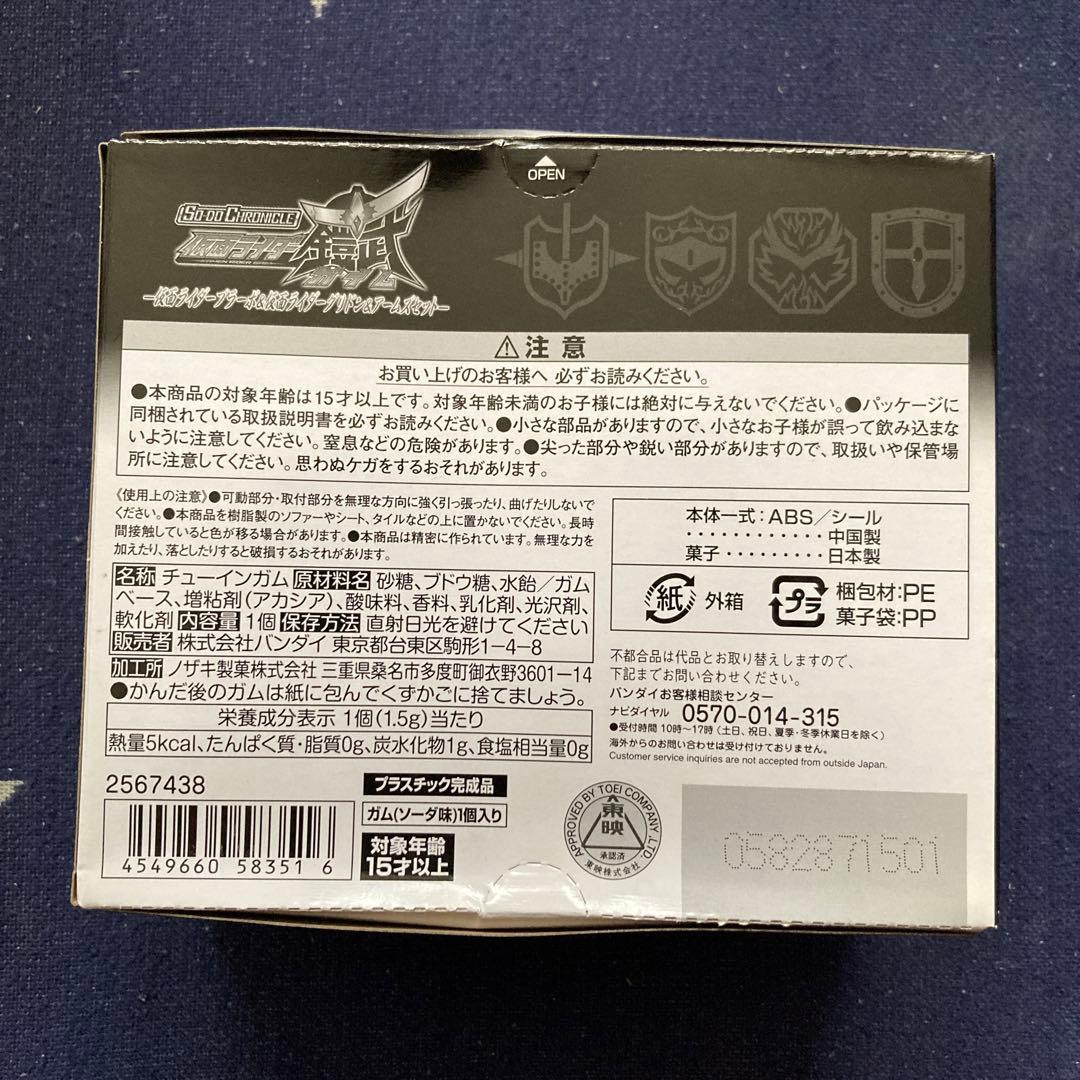 OPEN
SO-DO CHRONICLE
仮面ライダー鎧武
ガイム
─仮面ライダーブラーボ&仮面ライダーグリドン&アームズセット─
⚠注意
お買い上げのお客様へ 必ずお読みください。
●本商品の対象年齢は15才以上です。対象年齢未満のお子様には絶対に与えないでください。●パッケージに
同梱されている取扱説明書を必ずお読みください。●小さな部品がありますので、小さなお子様が誤って飲み込まな
いように注意してください。窒息などの危険があります。●尖った部分や鋭い部分がありますので、取扱いや保管場
所に注意してください。思わぬケガをするおそれがあります。
《使用上の注意》●可動部分・取付部分を無理な方向に強く引っ張ったり、曲げたりしないで
ください。●本商品を樹脂製のソファーやシート、タイルなどの上に置かないでください。長時
間接触していると色が移る場合があります。●本商品は精密に作られています。無理な力を
加えたり、落としたりすると破損するおそれがあります。
名称 チューインガム 原材料名 砂糖、ブドウ糖、水飴／ガム
ベース、増粘剤(アカシア)、酸味料、香料、乳化剤、光沢剤、
軟化剤 内容量 1個 保存方法 直射日光を避けてください
販売者 株式会社バンダイ 東京都台東区駒形1-4-8
加工所 ノザキ製菓株式会社 三重県桑名市多度町御衣野3601-14
●かんだ後のガムは紙に包んでくずかごに捨てましょう。
栄養成分表示 1個(1.5g)当たり
熱量5kcal、たんぱく質・脂質0g、炭水化物1g、食塩相当量0g
本体一式：ABS／シール
・・・・・・・・・・・・中国製
菓子・・・・・・・・・日本製
紙 外箱
プラ 梱包材:PE
菓子袋:PP
不都合品は代品とお取り替えしますので、
下記までお問い合わせください。
バンダイお客様相談センター
ナビダイヤル 0570-014-315
●受付時間 10時～17時(土日、祝日、夏季・冬季休業日を除く)
海外からのお問い合わせは受け付けておりません。
Customer service inquiries are not accepted from outside Japan.
2567438
4549660 58351 6
プラスチック完成品
ガム(ソーダ味)1個入り
対象年齢
15才以上
APPROVED BY TOEI COMPANY, LTD.
東映
承認済
東映株式会社
0582871501